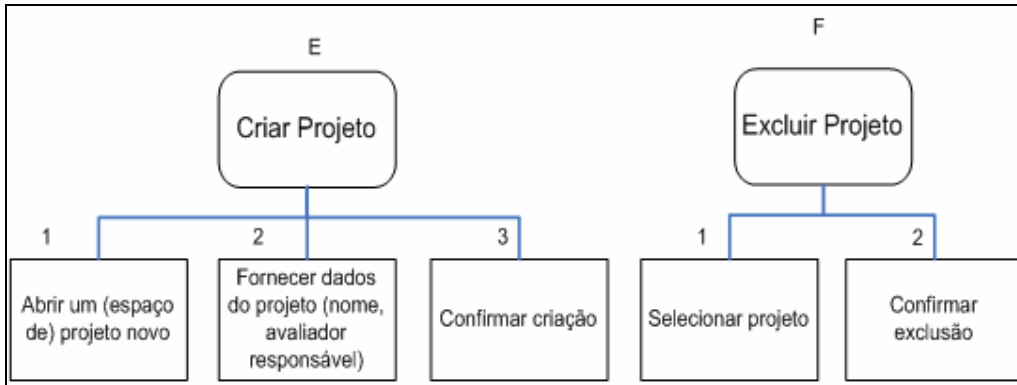 E
F
Criar Projeto
Excluir Projeto
1
2
3
1
2
Abrir um (espaço
de) projeto novo
Fornecer dados
do projeto (nome,
avaliador
responsável)
Confirmar criação
Selecionar projeto
Confirmar
exclusão